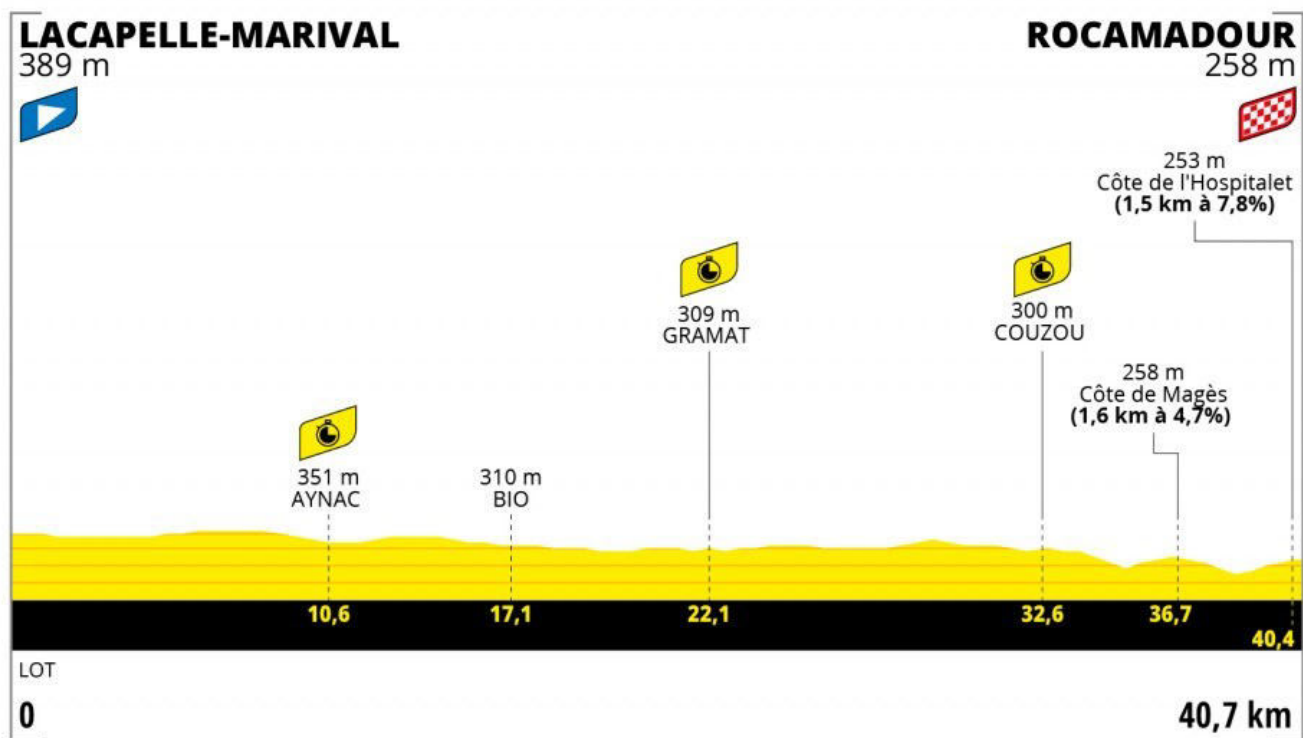 LACAPELLE-MARIVAL
389 m
ROCAMADOUR
258 m
253 m
Côte de l'Hospitalet
(1,5 km à 7,8%)
309 m
GRAMAT
300 m
COUZOU
258 m
Côte de Magès
(1,6 km à 4,7%)
351 m
AYNAC
310 m
BIO
10,6
17,1
22,1
32,6
36,7
40,4
LOT
0
40,7 km